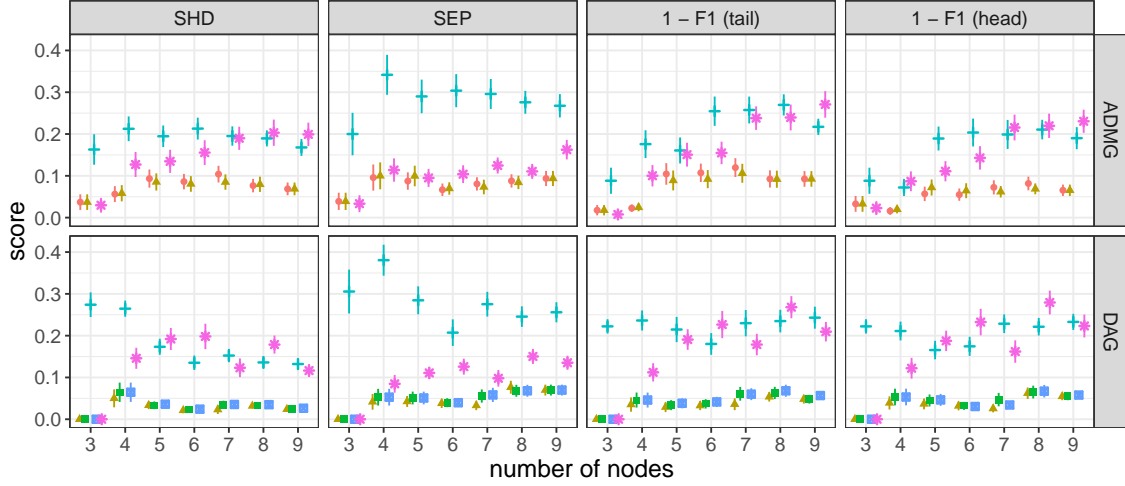 SHD SEP 1 − F1 (tail) 1 − F1 (head)
0.4
0.3
0.2
0.1
0.0
ADMG
score
0.4
0.3
0.2
0.1
0.0
DAG
3 4 5 6 7 8 9 3 4 5 6 7 8 9 3 4 5 6 7 8 9 3 4 5 6 7 8 9
number of nodes